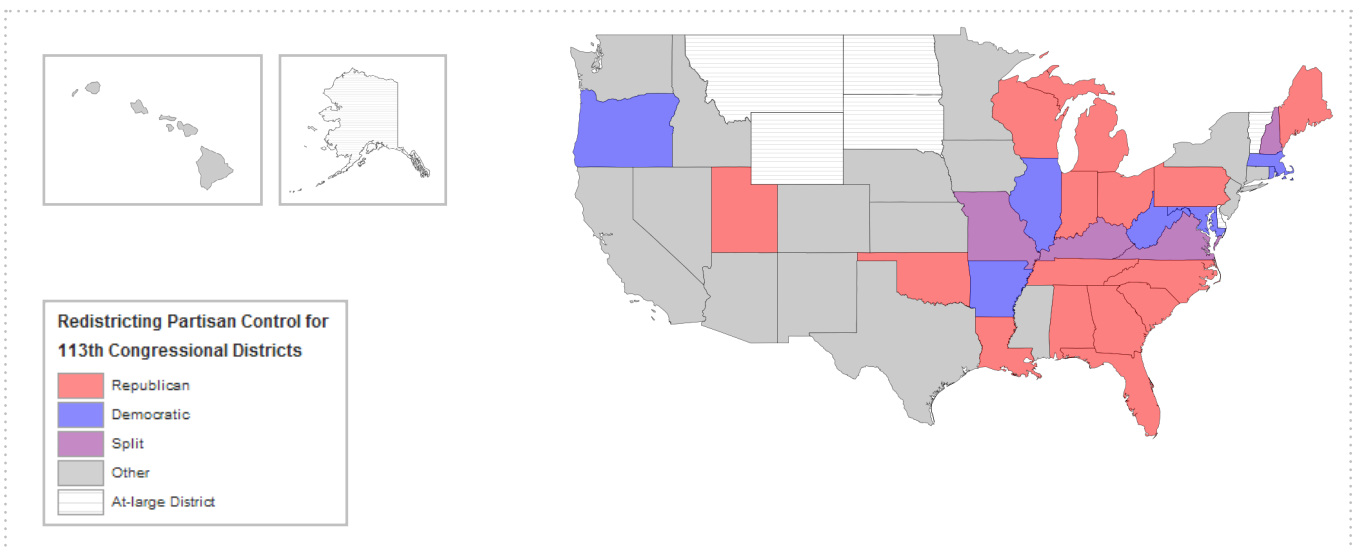 Redistricting Partisan Control for
113th Congressional Districts
Republican
Democratic
Split
Other
At-large District